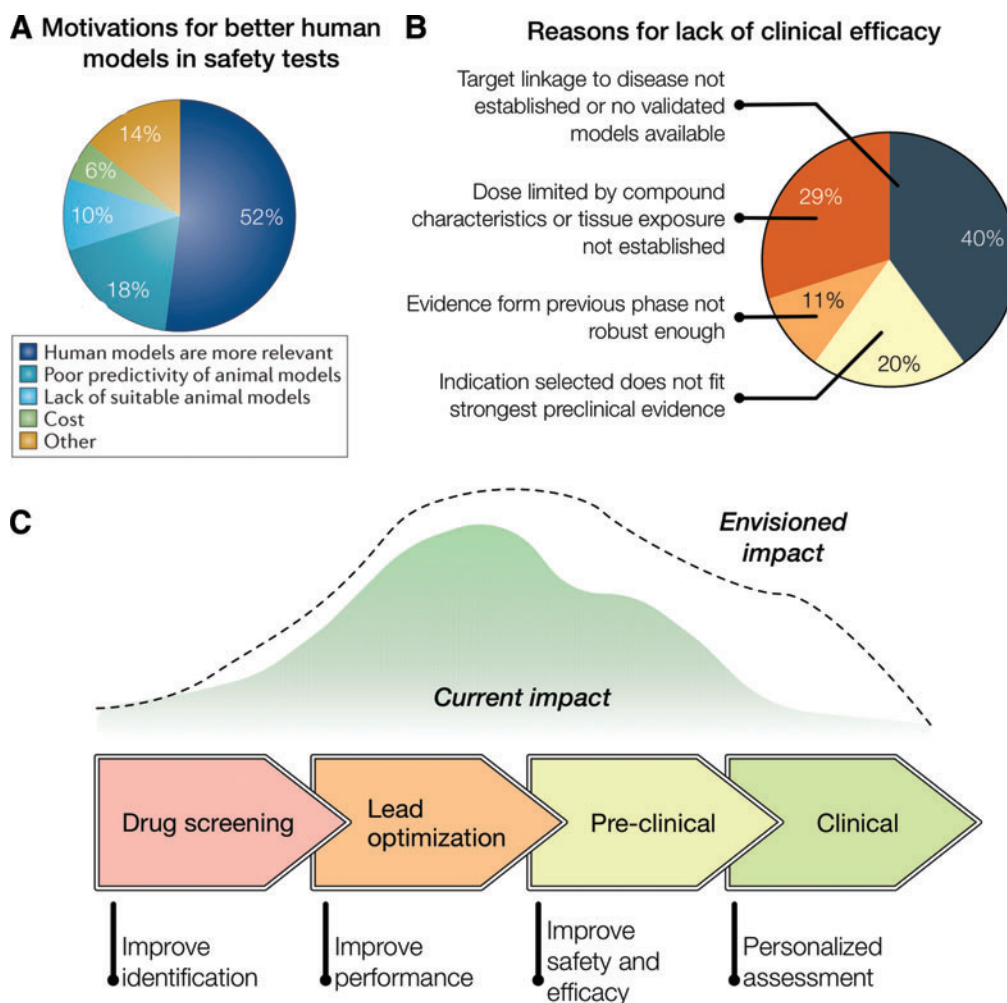 A Motivations for better human
models in safety tests
14%
6%
10%
52%
18%
Human models are more relevant
Poor predictivity of animal models
Lack of suitable animal models
Cost
Other
B Reasons for lack of clinical efficacy
Target linkage to disease not
established or no validated
models available
Dose limited by compound
characteristics or tissue exposure
not established
Evidence form previous phase not
robust enough
Indication selected does not fit
strongest preclinical evidence
29%
40%
11%
20%
C
Envisioned
impact
Current impact
Drug screening
Lead
optimization
Pre-clinical
Clinical
Improve
identification
Improve
performance
Improve
safety and
efficacy
Personalized
assessment